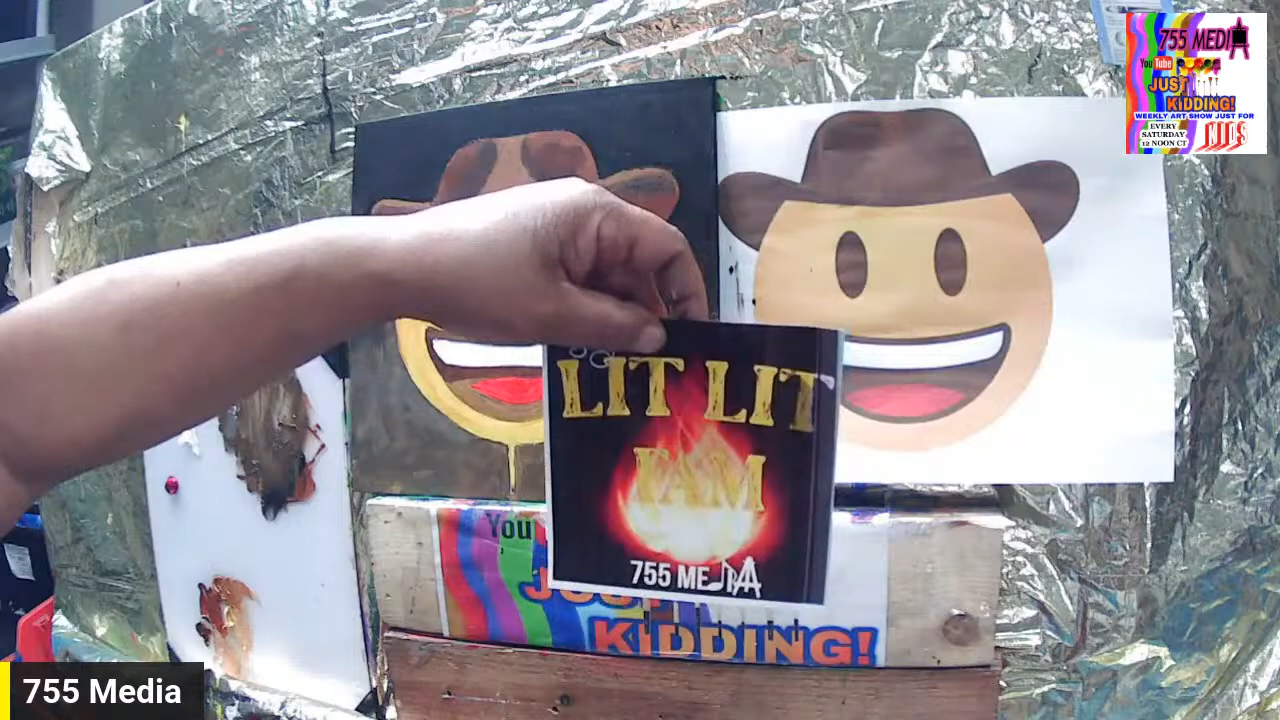 755 MEDIA
YouTube
JUST
KIDDING!
WEEKLY ART SHOW JUST FOR
EVERY
SATURDAY
12 NOON CT
KIDS
LIT LIT
FAM
755 MEDIA
You
KIDDING!
755 Media